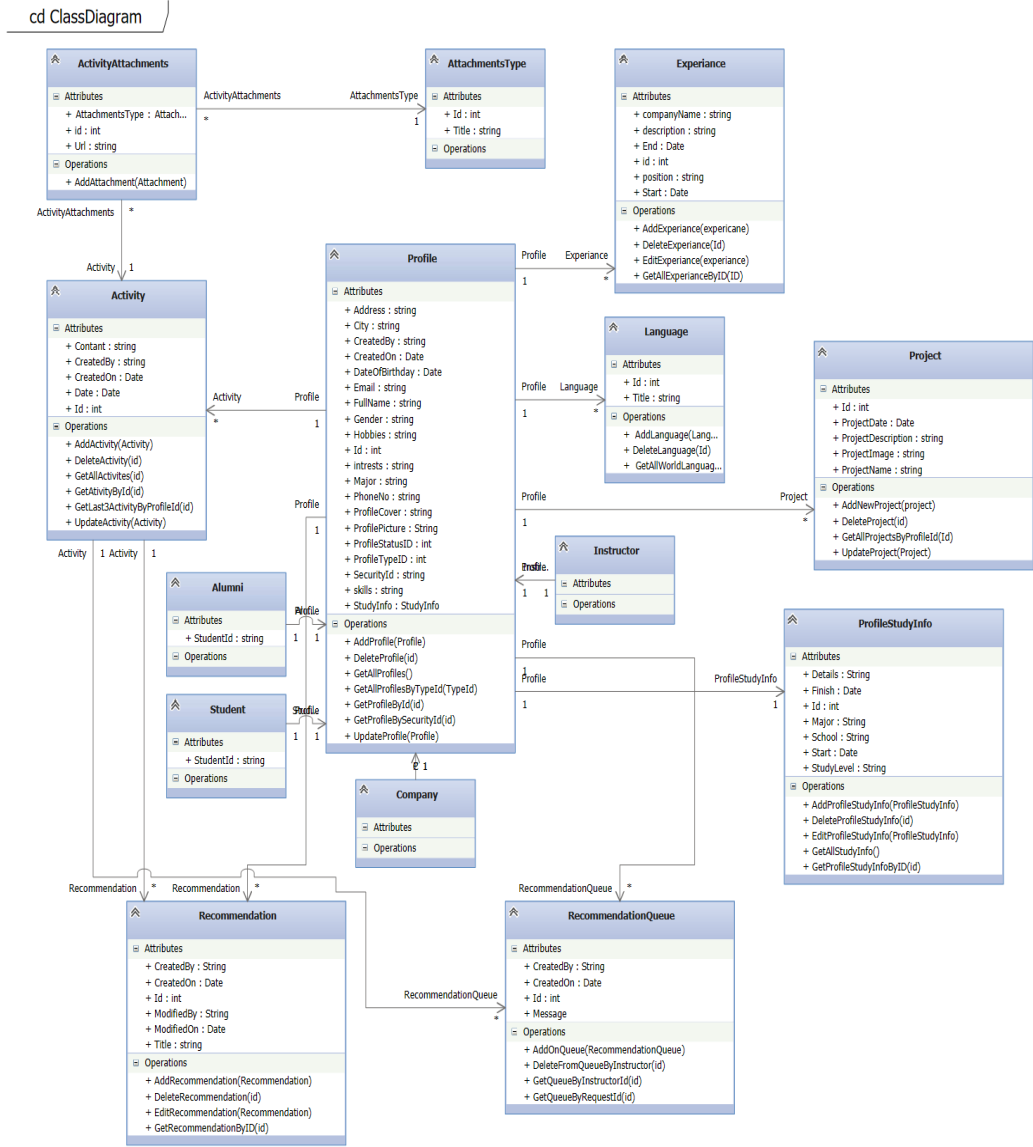 cd ClassDiagram
ActivityAttachments
Attributes
+ AttachmentsType : Attach...
+ id : int
+ Url : string
Operations
+ AddAttachment(Attachment)
ActivityAttachments
AttachmentsType
*
1
AttachmentsType
Attributes
+ Id : int
+ Title : string
Operations
Experiance
Attributes
+ companyName : string
+ description : string
+ End : Date
+ id : int
+ position : string
+ Start : Date
Operations
+ AddExperiance(expericane)
+ DeleteExperiance(Id)
+ EditExperiance(experiance)
+ GetAllExperianceByID(ID)
ActivityAttachments
*
Activity
1
Activity
Attributes
+ Contant : string
+ CreatedBy : string
+ CreatedOn : Date
+ Date : Date
+ Id : int
Operations
+ AddActivity(Activity)
+ DeleteActivity(id)
+ GetAllActivites(id)
+ GetAtivityById(id)
+ GetLast3ActivityByProfileId(id)
+ UpdateActivity(Activity)
Activity
Profile
*
1
Profile
Attributes
+ Address : string
+ City : string
+ CreatedBy : string
+ CreatedOn : Date
+ DateOfBirthday : Date
+ Email : string
+ FullName : string
+ Gender : string
+ Hobbies : string
+ Id : int
+ intrests : string
+ Major : string
+ PhoneNo : string
+ ProfileCover : string
+ ProfilePicture : String
+ ProfileStatusID : int
+ ProfileTypeID : int
+ SecurityId : string
+ skills : string
+ StudyInfo : StudyInfo
Operations
+ AddProfile(Profile)
+ DeleteProfile(id)
+ GetAllProfiles()
+ GetAllProfilesByTypeId(TypeId)
+ GetProfileById(id)
+ GetProfileBySecurityId(id)
+ UpdateProfile(Profile)
Profile
Experiance
1
*
Language
Attributes
+ Id : int
+ Title : string
Operations
+ AddLanguage(Lang...
+ DeleteLanguage(Id)
+ GetAllWorldLanguag...
Profile
Language
1
*
Project
Attributes
+ Id : int
+ ProjectDate : Date
+ ProjectDescription : string
+ ProjectImage : string
+ ProjectName : string
Operations
+ AddNewProject(project)
+ DeleteProject(id)
+ GetAllProjectsByProfileId(Id)
+ UpdateProject(Project)
Profile
Project
1
*
Instructor
Attributes
Operations
1 1
Profile
1
Activity 1
Activity 1
Alumni
Attributes
+ StudentId : string
Operations
Profile
1 1
Student
Attributes
+ StudentId : string
Operations
1 1
Company
Attributes
Operations
1
Profile
1
Profile
ProfileStudyInfo
1
1
ProfileStudyInfo
Attributes
+ Details : String
+ Finish : Date
+ Id : int
+ Major : String
+ School : String
+ Start : Date
+ StudyLevel : String
Operations
+ AddProfileStudyInfo(ProfileStudyInfo)
+ DeleteProfileStudyInfo(id)
+ EditProfileStudyInfo(ProfileStudyInfo)
+ GetAllStudyInfo()
+ GetProfileStudyInfoByID(id)
Recommendation *
Recommendation *
RecommendationQueue *
Recommendation
Attributes
+ CreatedBy : String
+ CreatedOn : Date
+ Id : int
+ ModifiedBy : String
+ ModifiedOn : Date
+ Title : string
Operations
+ AddRecommendation(Recommendation)
+ DeleteRecommendation(id)
+ EditRecommendation(Recommendation)
+ GetRecommendationByID(id)
RecommendationQueue
*
RecommendationQueue
Attributes
+ CreatedBy : String
+ CreatedOn : Date
+ Id : int
+ Message
Operations
+ AddOnQueue(RecommendationQueue)
+ DeleteFromQueueByInstructor(id)
+ GetQueueByInstructorId(id)
+ GetQueueByRequestId(id)